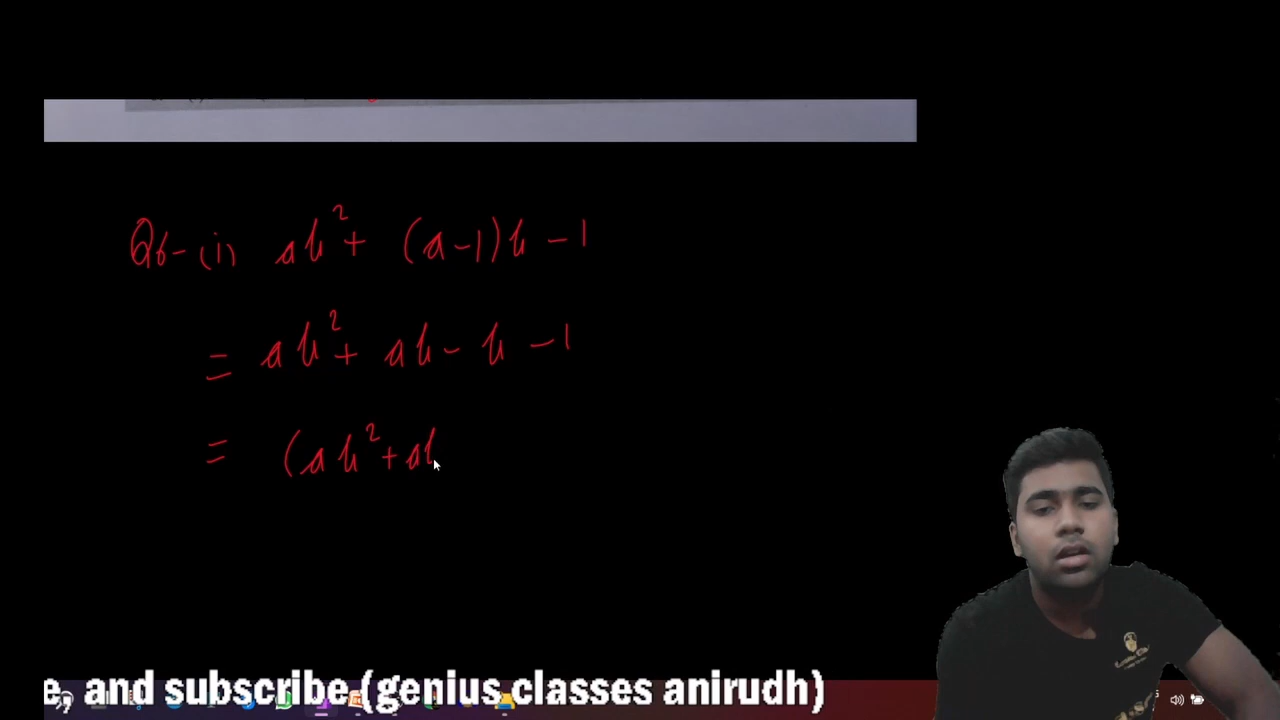 Q6-(i) ab²+ (a-1)b -1
= ab²+ ab- b -1
= (ab²+ab
e, and subscribe (genius classes anirudh)